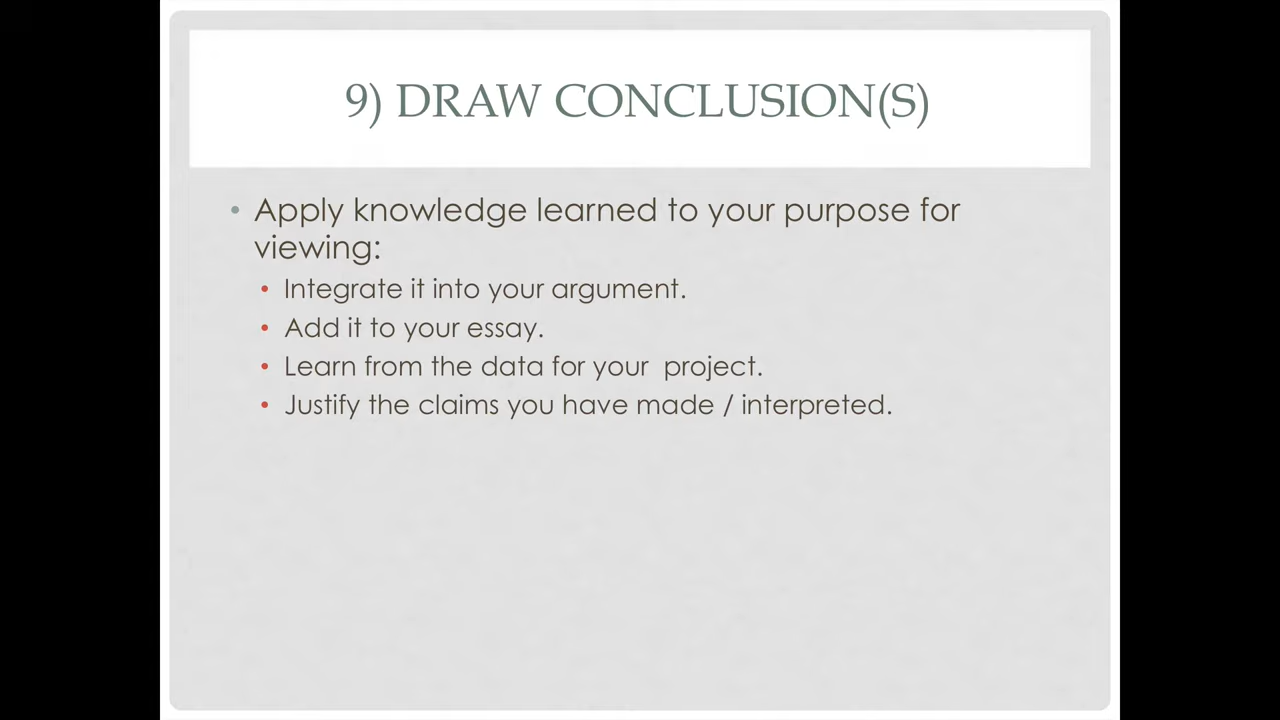 9) DRAW CONCLUSION(S)
• Apply knowledge learned to your purpose for
viewing:
• Integrate it into your argument.
• Add it to your essay.
• Learn from the data for your  project.
• Justify the claims you have made / interpreted.